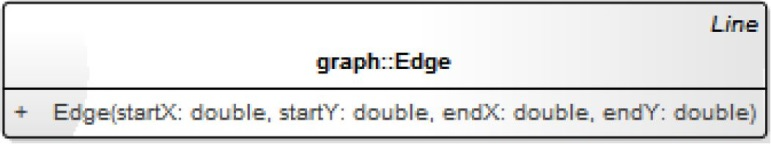 Line
graph::Edge
+ Edge(startX: double, startY: double, endX: double, endY: double)